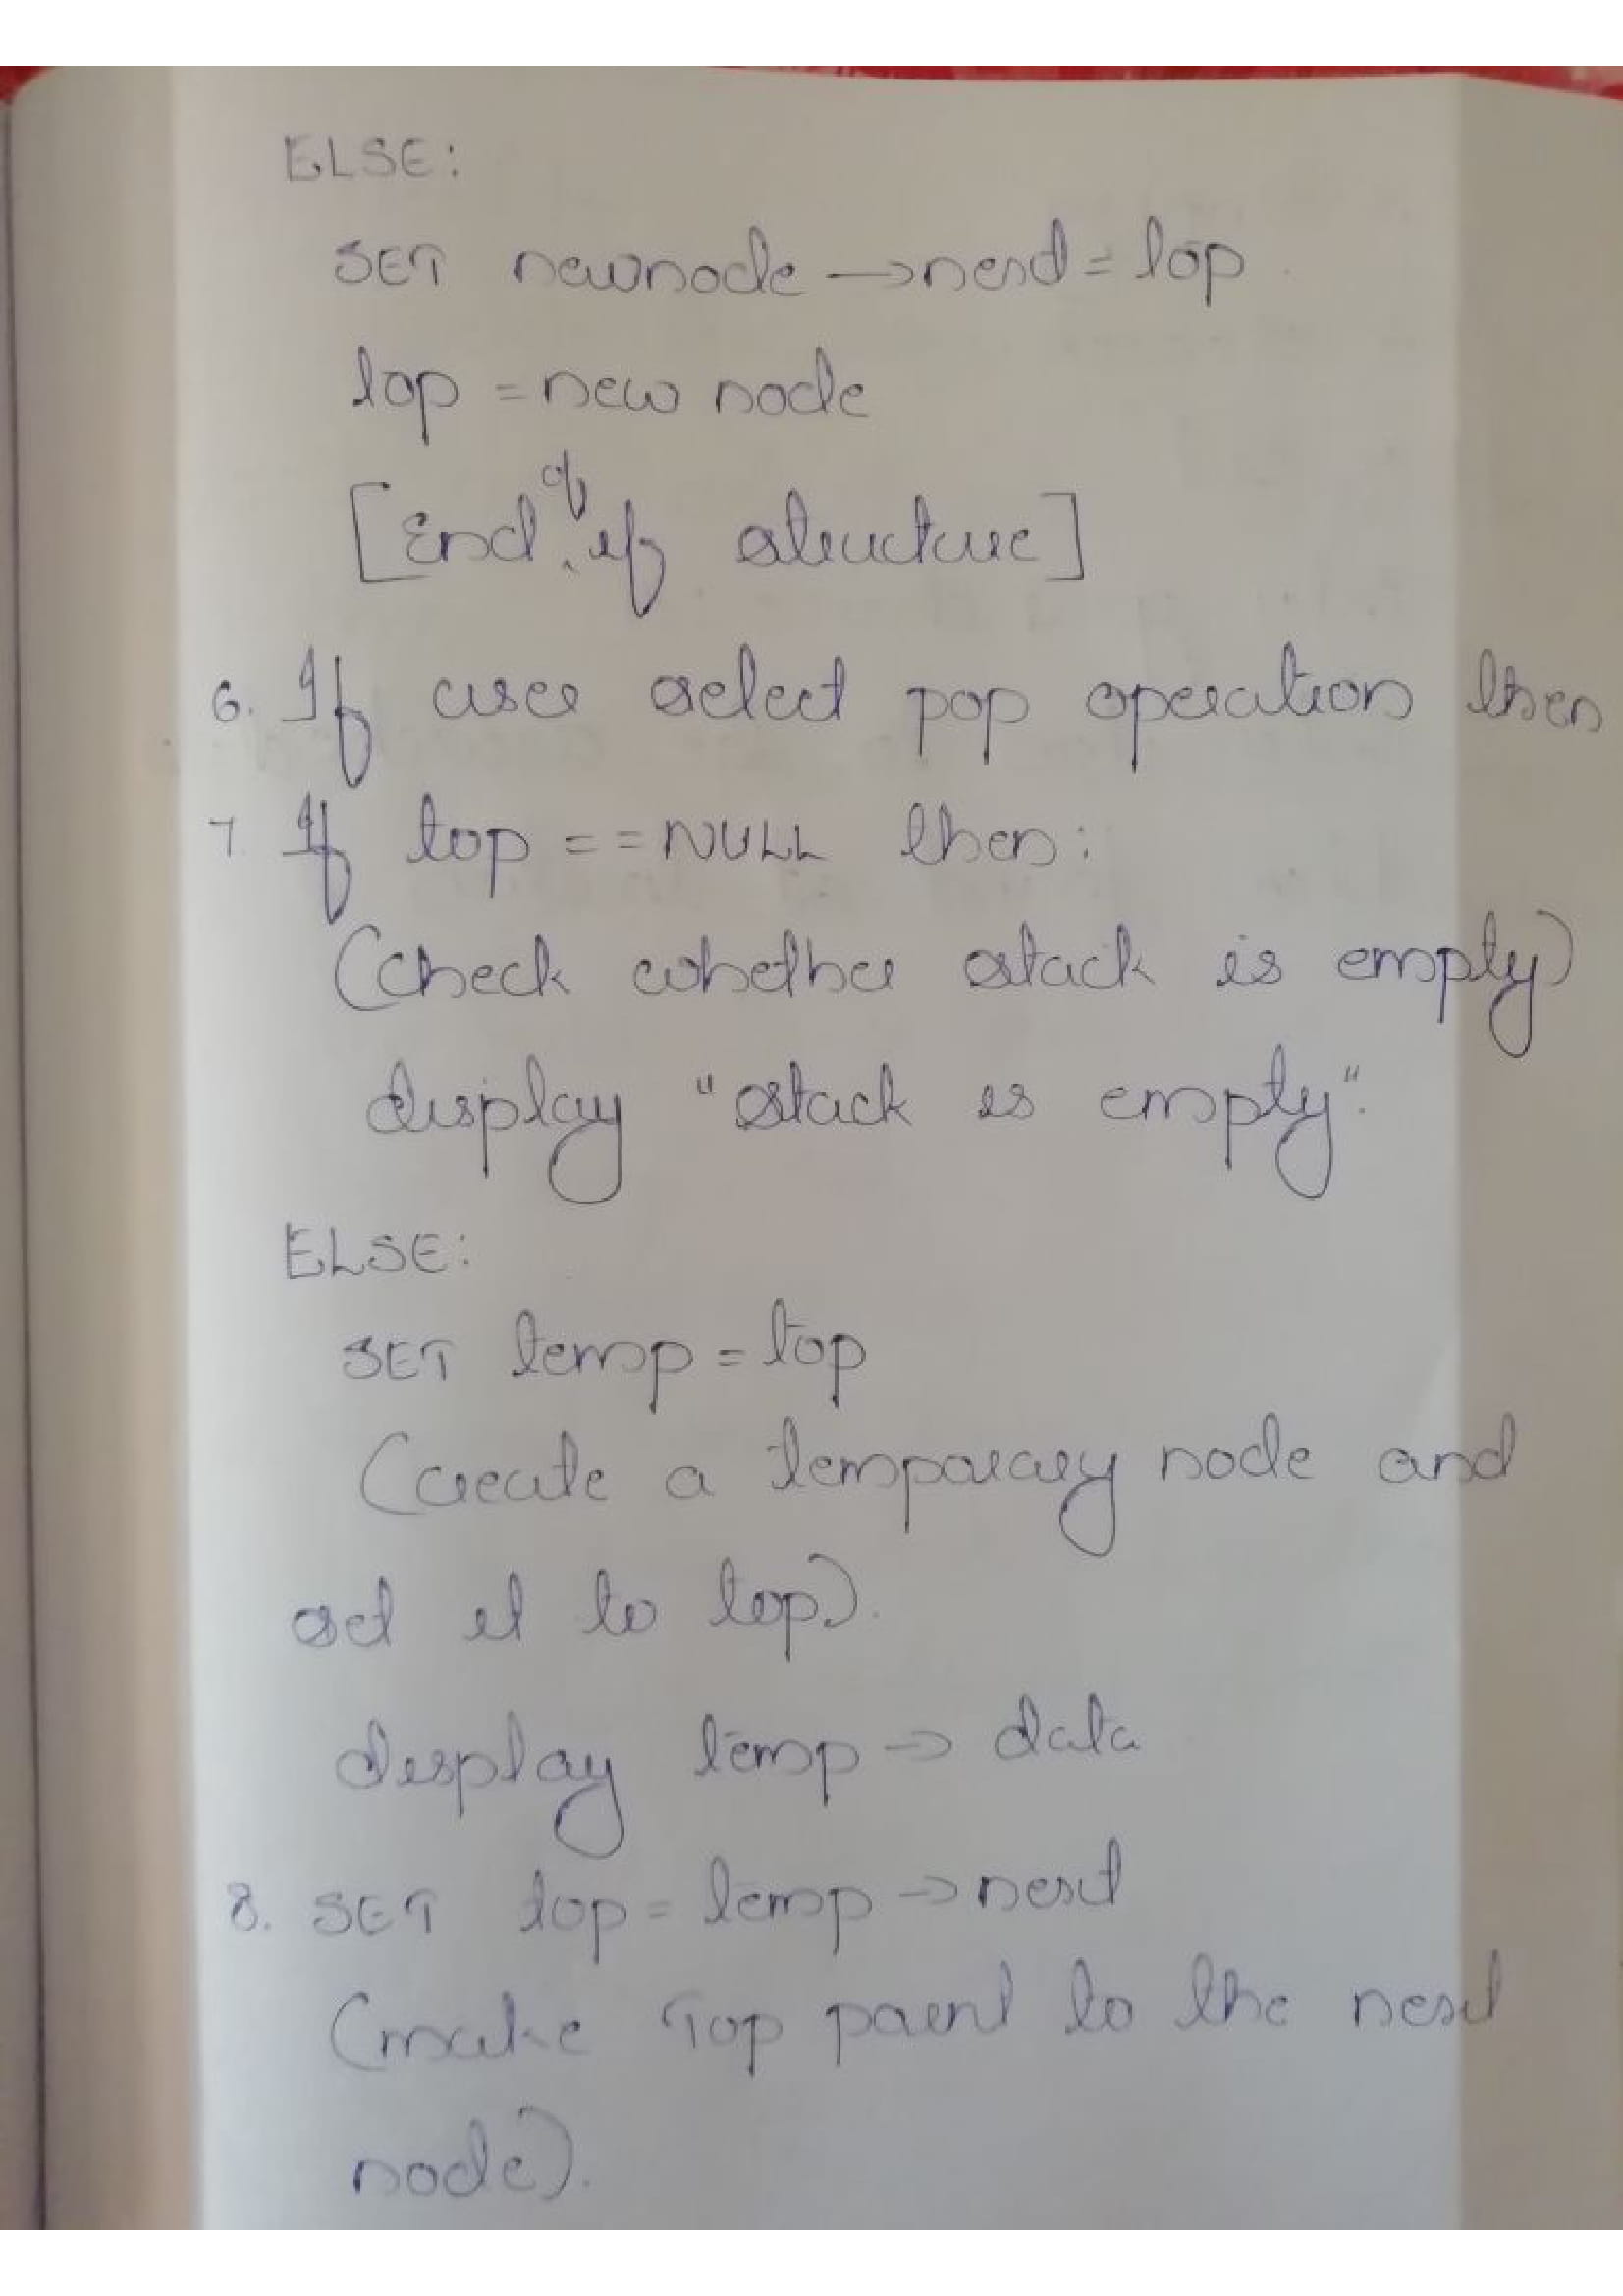 ELSE:
SET newnode → next = top
top = new node
[End of if structure]
6. If user select pop operation then
7. If top == NULL then:
(check whether stack is empty)
display "stack is empty".
ELSE:
SET temp = top
(create a temporary node and
set it to top).
display temp → data
8. SET top = temp → next
(make Top point to the next
node).